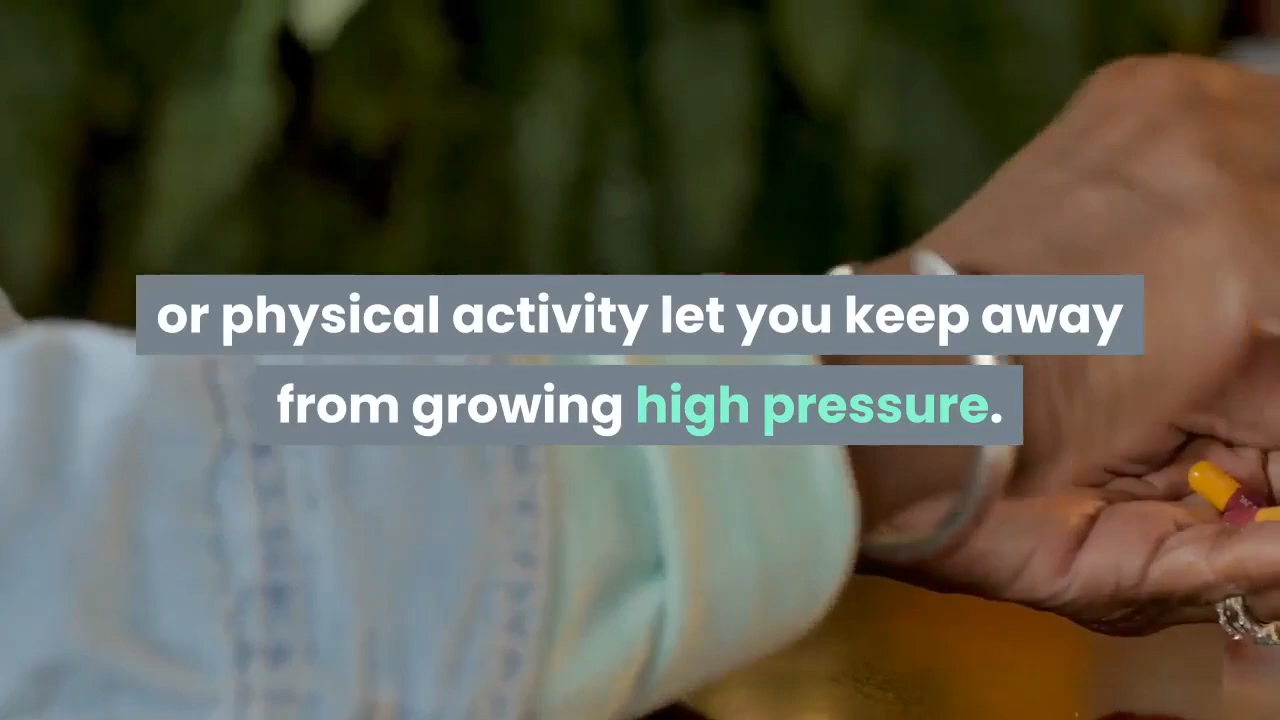 or physical activity let you keep away
from growing high pressure.